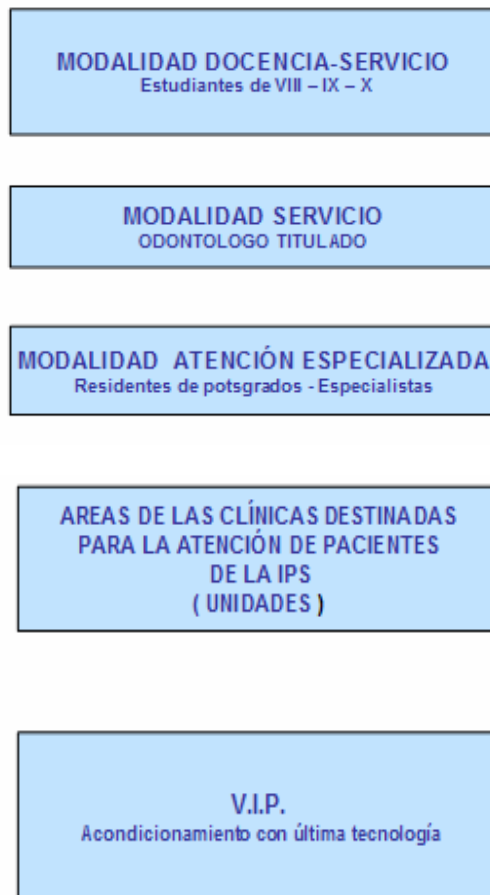 MODALIDAD DOCENCIA-SERVICIO
Estudiantes de VIII – IX – X
MODALIDAD SERVICIO
ODONTOLOGO TITULADO
MODALIDAD ATENCIÓN ESPECIALIZADA
Residentes de potsgrados - Especialistas
AREAS DE LAS CLÍNICAS DESTINADAS
PARA LA ATENCIÓN DE PACIENTES
DE LA IPS
( UNIDADES )
V.I.P.
Acondicionamiento con última tecnología